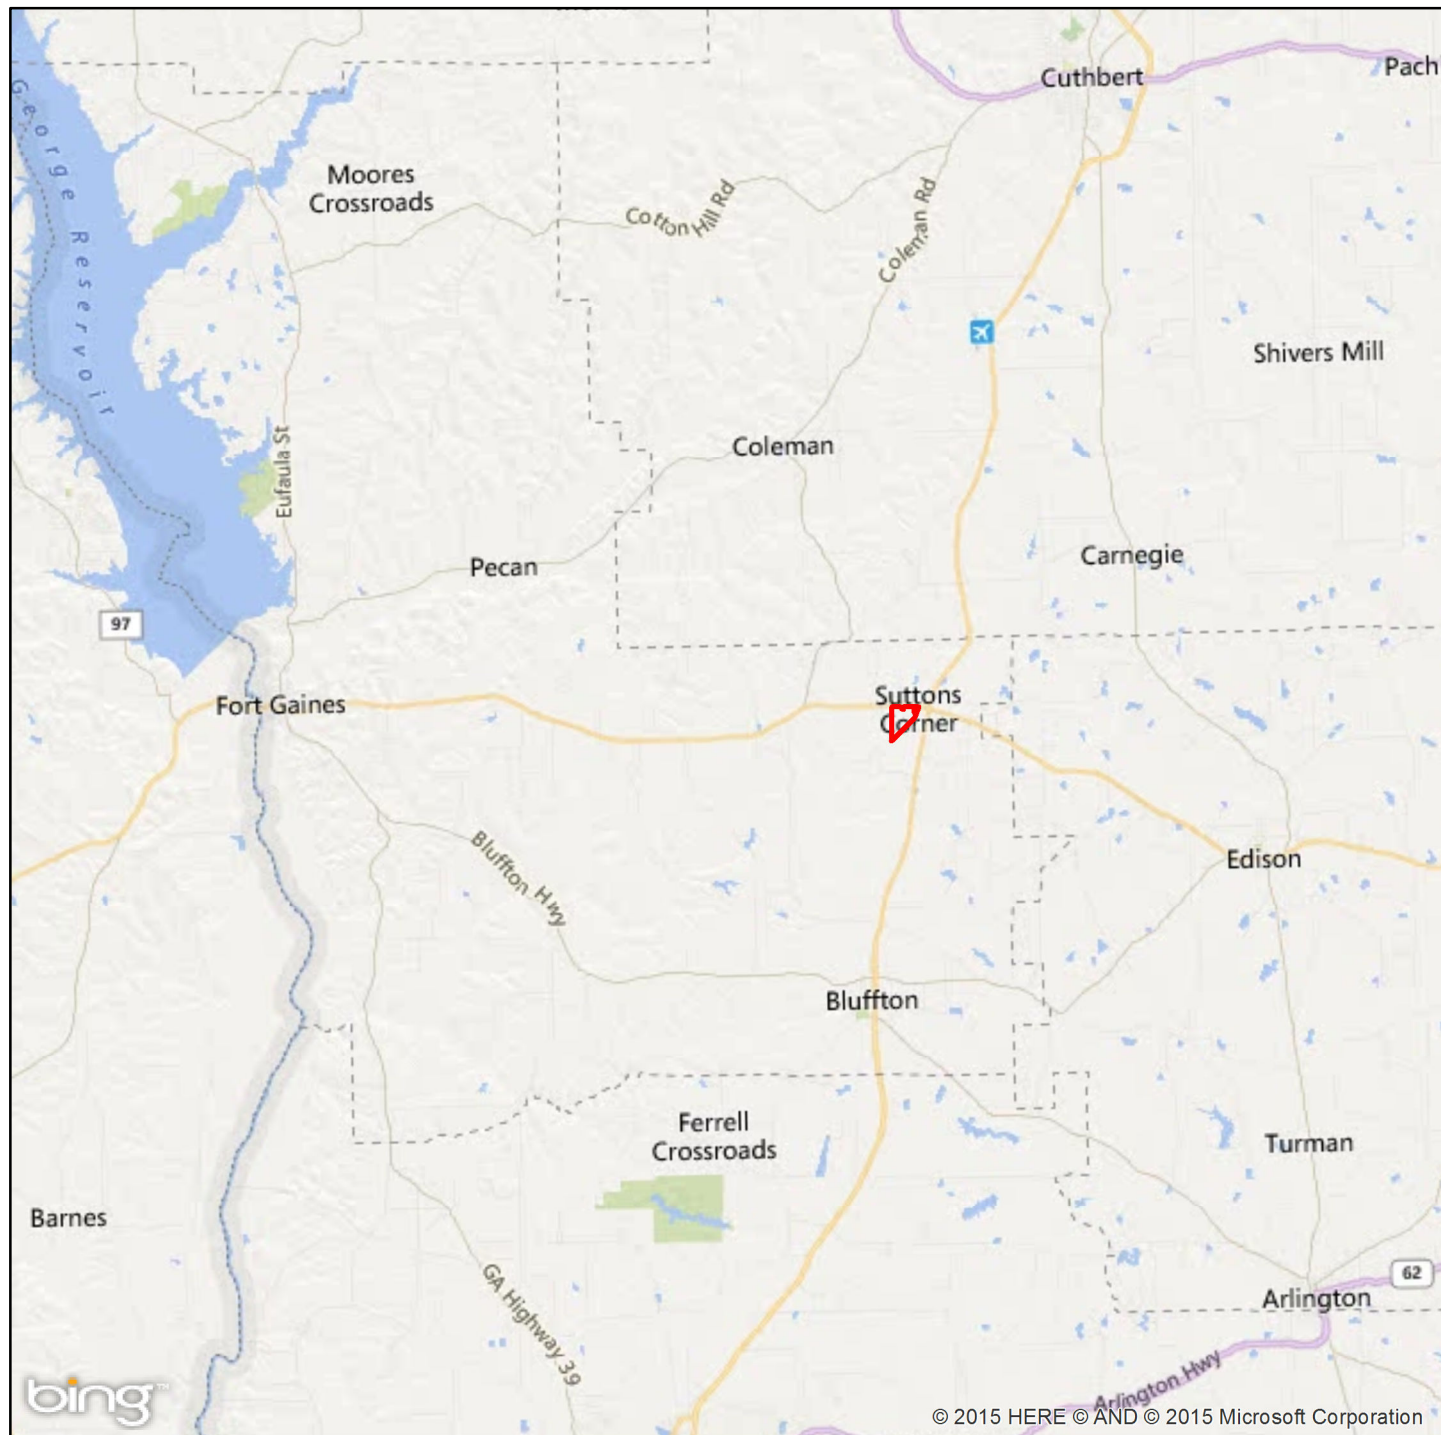 Cuthbert
Pach
George Reservoir
Moores
Crossroads
Cotton Hill Rd
Coleman Rd
Shivers Mill
Coleman
Eufaula St
Carnegie
Pecan
97
Suttons
Corner
Fort Gaines
Edison
Bluffton Hwy
Bluffton
Ferrell
Crossroads
Turman
Barnes
62
GA Highway 39
Arlington
Arlington Hwy
bing™
© 2015 HERE © AND © 2015 Microsoft Corporation